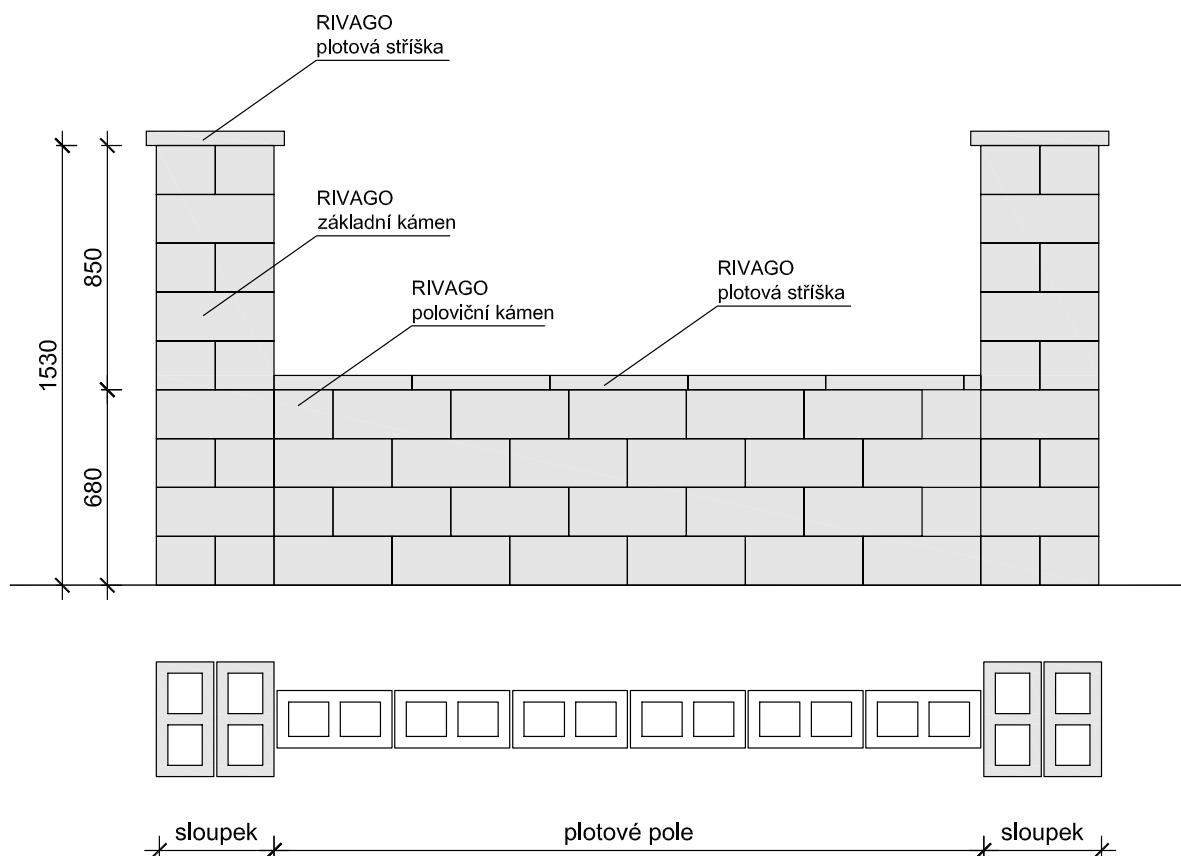 RIVAGO
plotová stříška
RIVAGO
základní kámen
RIVAGO
plotová stříška
RIVAGO
poloviční kámen
850
1530
680
sloupek
plotové pole
sloupek